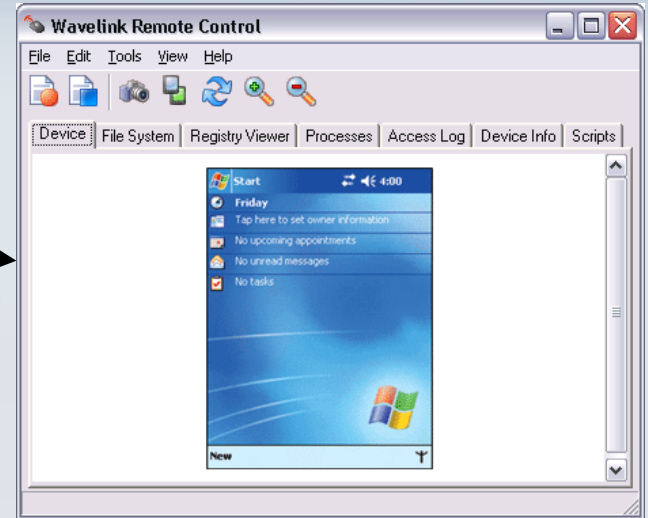 Wavelink Remote Control
File Edit Tools View Help
Device File System Registry Viewer Processes Access Log Device Info Scripts
Start 4:00
Friday
Tap here to set owner information
No upcoming appointments
No unread messages
No tasks
New